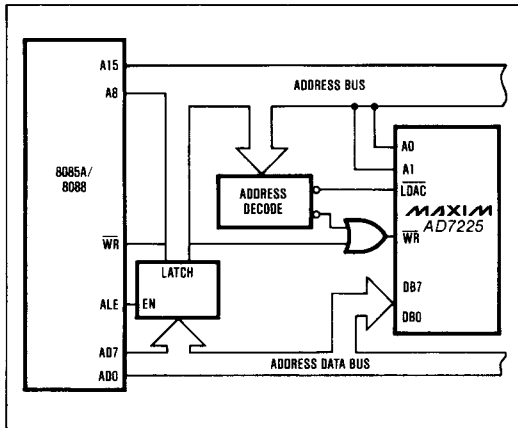 A15
ADDRESS BUS
A8
A0
8085A/
8088
A1
ADDRESS
DECODE
LDAC
MAXIM
AD7225
WR
WR
LATCH
DB7
ALE
EN
DB0
AD7
ADDRESS DATA BUS
AD0